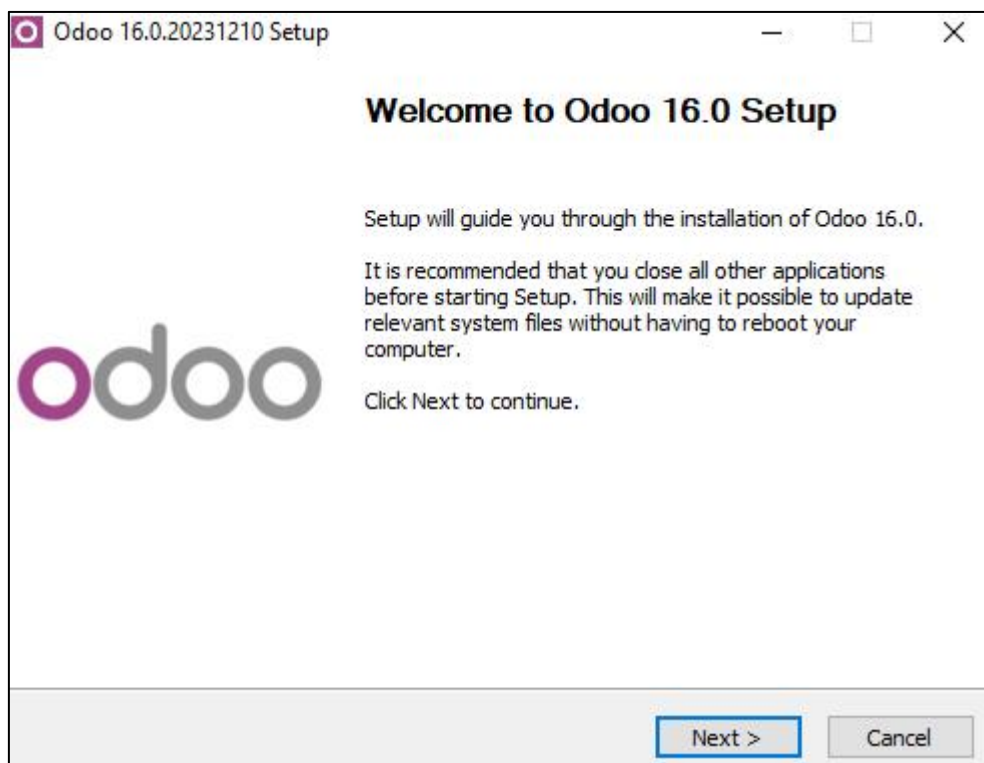 Odoo 16.0.20231210 Setup
Welcome to Odoo 16.0 Setup
Setup will guide you through the installation of Odoo 16.0.
It is recommended that you close all other applications
before starting Setup. This will make it possible to update
relevant system files without having to reboot your
computer.
odoo
Click Next to continue.
Next >
Cancel